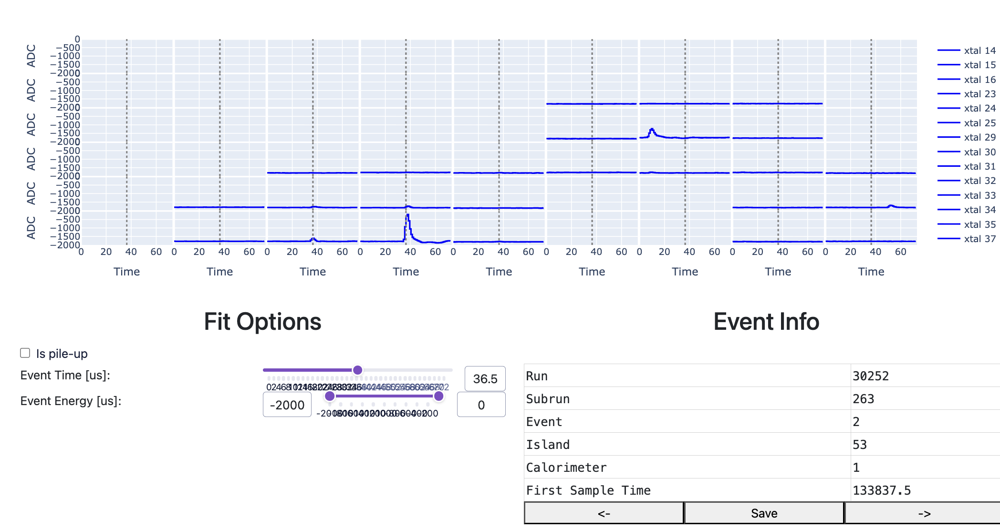 ADC ADC ADC ADC ADC ADC
0
−500
−1000
−1500
−2000
0
−500
−1000
−1500
−2000
0
−500
−1000
−1500
−2000
0
−500
−1000
−1500
−2000
0
−500
−1000
−1500
−2000
0
−500
−1000
−1500
−2000
0 20 40 60 0 20 40 60 0 20 40 60 0 20 40 60 0 20 40 60 0 20 40 60 0 20 40 60 0 20 40 60 0 20 40 60
Time Time Time Time Time Time Time Time Time
xtal 14
xtal 15
xtal 16
xtal 23
xtal 24
xtal 25
xtal 29
xtal 30
xtal 31
xtal 32
xtal 33
xtal 34
xtal 35
xtal 37
Fit Options
Is pile-up
Event Time [us]:
36.5
Event Energy [us]:
-2000
0
Event Info
Run 30252
Subrun 263
Event 2
Island 53
Calorimeter 1
First Sample Time 133837.5
<- Save ->